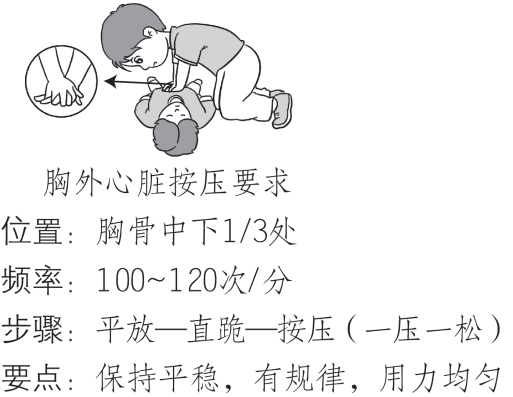 胸外心脏按压要求
位置：胸骨中下1/3处
频率：100~120次/分
步骤：平放—直跪—按压（一压一松）
要点：保持平稳，有规律，用力均匀